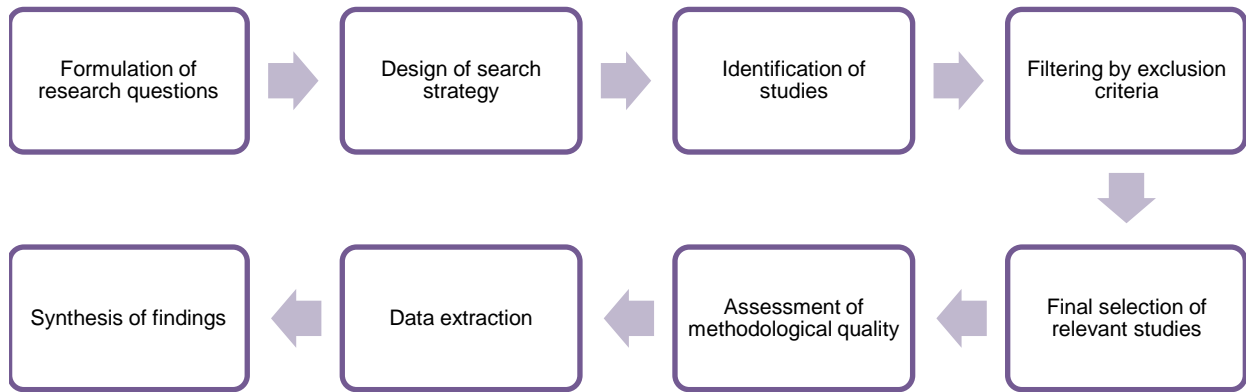 Formulation of
research questions
Design of search
strategy
Identification of
studies
Filtering by exclusion
criteria
Final selection of
relevant studies
Assessment of
methodological quality
Data extraction
Synthesis of findings